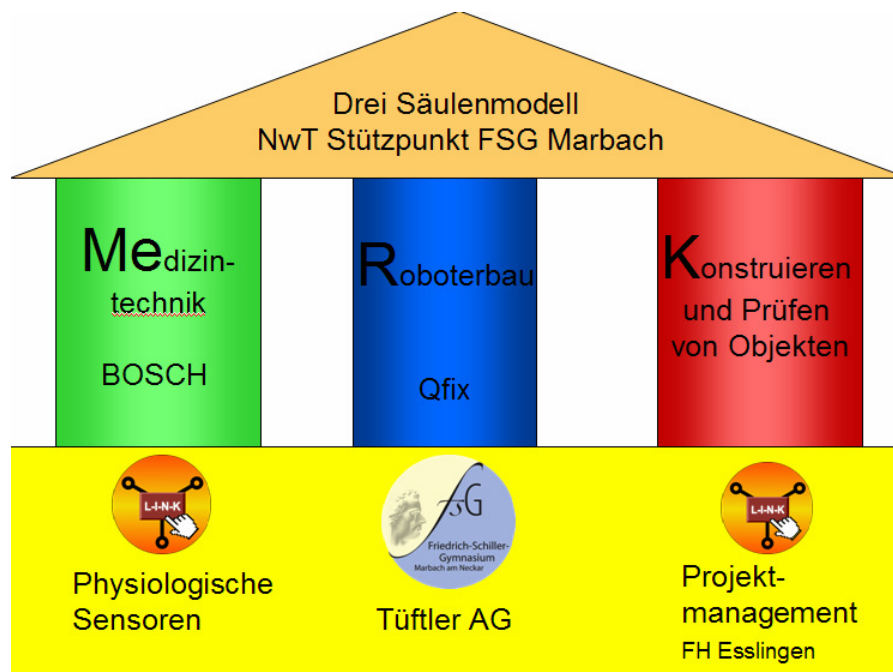 Drei Säulenmodell
NwT Stützpunkt FSG Marbach
Medizin-
technik
BOSCH
Roboterbau
Qfix
Konstruieren
und Prüfen
von Objekten
L-I-N-K
Physiologische
Sensoren
fsG
Friedrich-Schiller-
Gymnasium
Marbach am Neckar
Tüftler AG
L-I-N-K
Projekt-
management
FH Esslingen